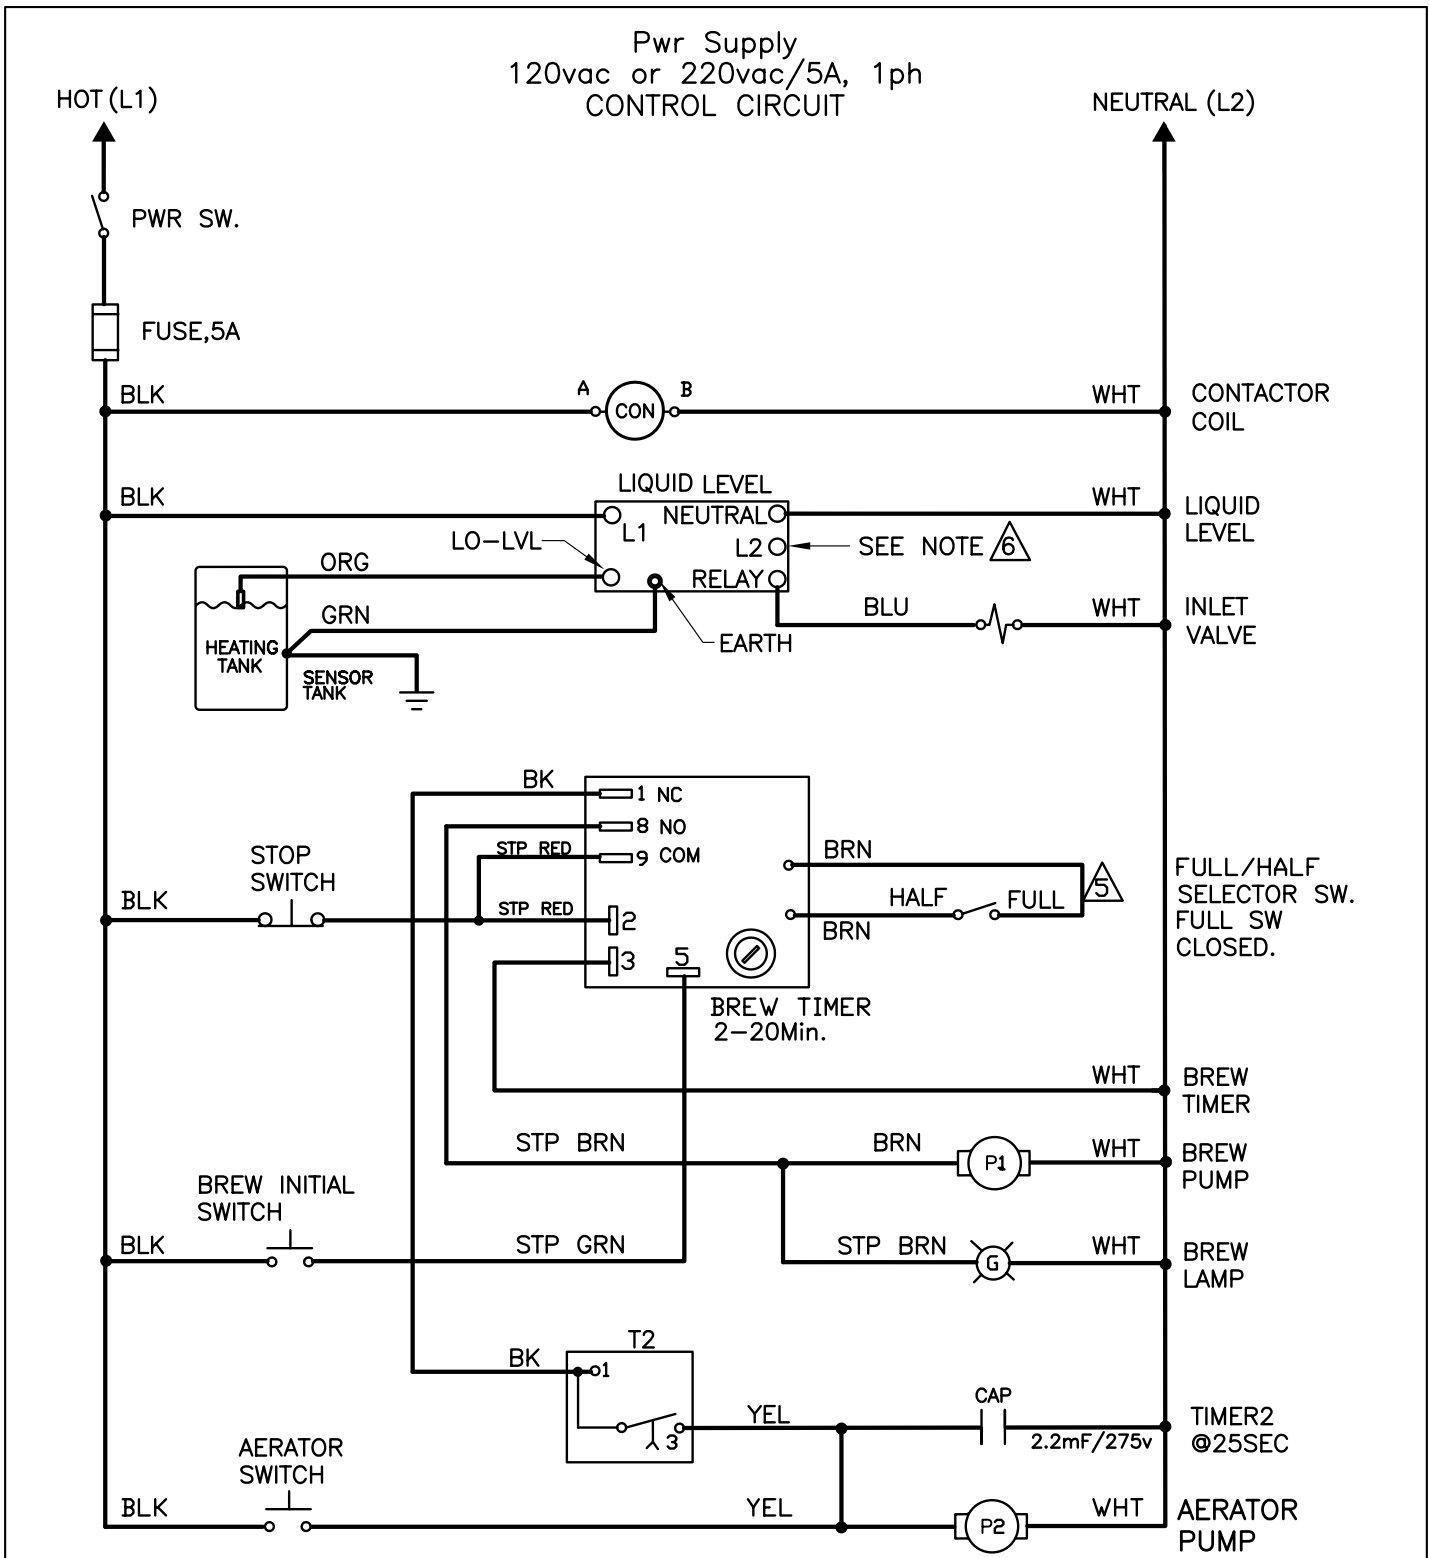 Pwr Supply
120vac or 220vac/5A, 1ph
CONTROL CIRCUIT
HOT (L1)
NEUTRAL (L2)
PWR SW.
FUSE,5A
BLK
A
CON
B
WHT
CONTACTOR
COIL
BLK
LIQUID LEVEL
WHT
LIQUID
LEVEL
L1
NEUTRAL
L2
RELAY
LO-LVL
SEE NOTE 6
ORG
GRN
EARTH
BLU
WHT
INLET
VALVE
HEATING
TANK
SENSOR
TANK
BK
1 NC
8 NO
9 COM
STP RED
STOP
SWITCH
BLK
STP RED
2
3
5
BRN
HALF
FULL
5
BRN
FULL/HALF
SELECTOR SW.
FULL SW
CLOSED.
BREW TIMER
2-20Min.
WHT
BREW
TIMER
STP BRN
BRN
P1
WHT
BREW
PUMP
BREW INITIAL
SWITCH
BLK
STP GRN
STP BRN
G
WHT
BREW
LAMP
T2
BK
1
3
YEL
CAP
2.2mF/275v
TIMER2
@25SEC
AERATOR
SWITCH
BLK
YEL
P2
WHT
AERATOR
PUMP